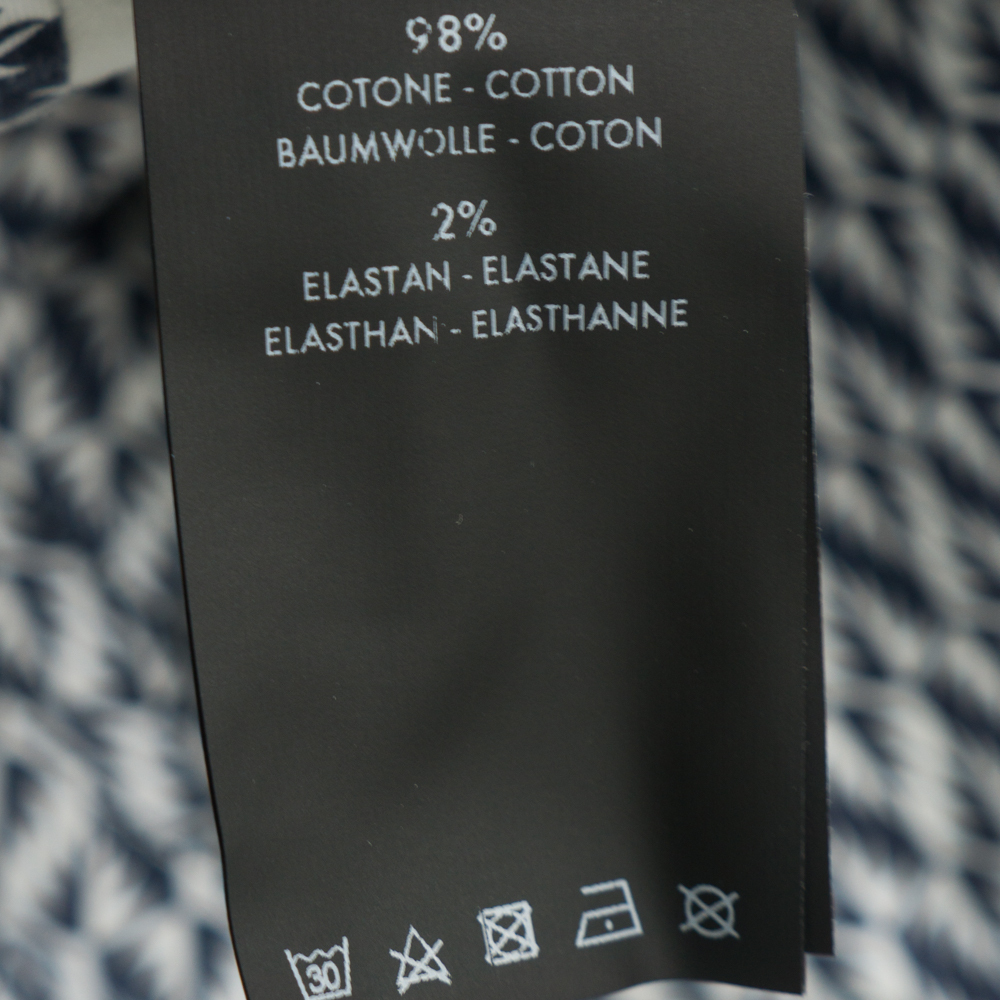 98%
COTONE - COTTON
BAUMWOLLE - COTON
2%
ELASTAN - ELASTANE
ELASTHAN - ELASTHANNE
30